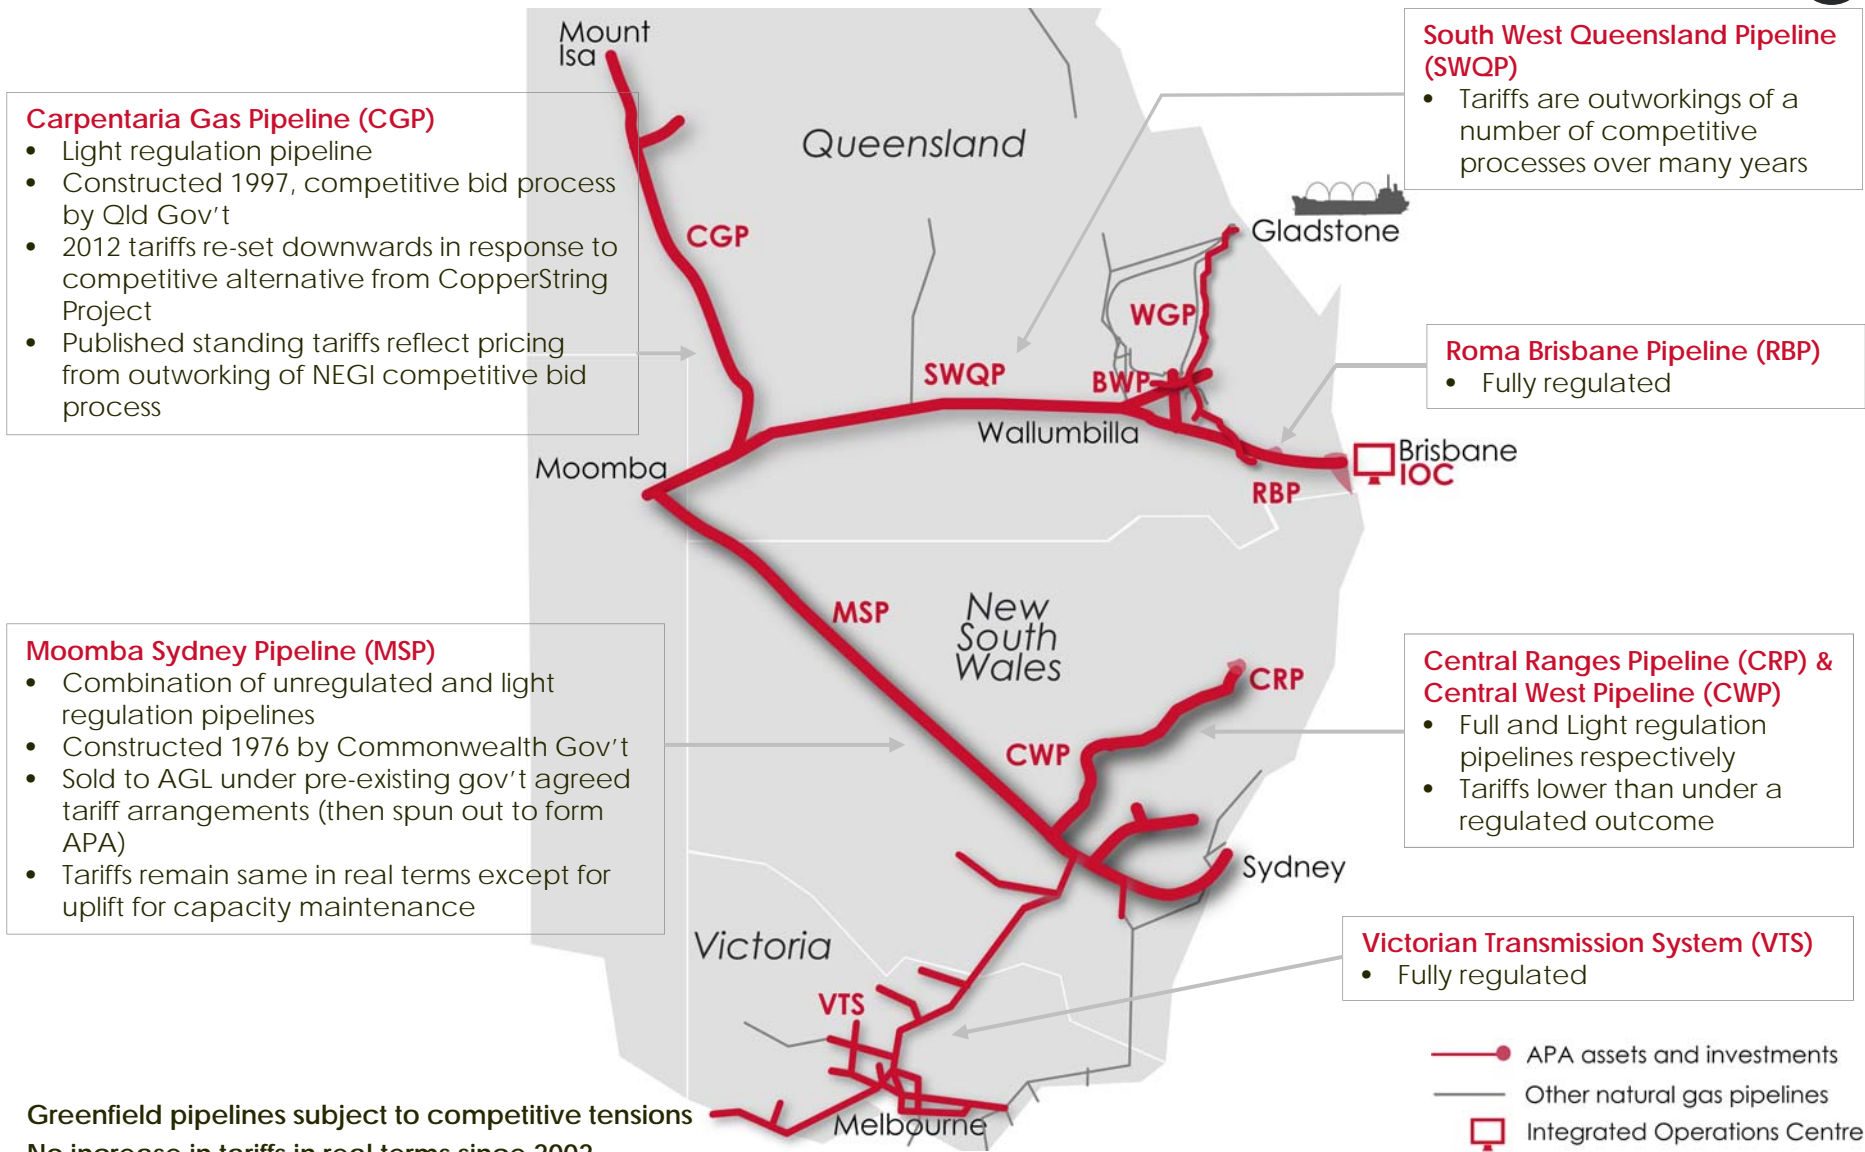 Mount
Isa
South West Queensland Pipeline
(SWQP)
• Tariffs are outworkings of a
number of competitive
processes over many years
Carpentaria Gas Pipeline (CGP)
• Light regulation pipeline
• Constructed 1997, competitive bid process
by Qld Gov't
• 2012 tariffs re-set downwards in response to
competitive alternative from CopperString
Project
• Published standing tariffs reflect pricing
from outworking of NEGI competitive bid
process
Queensland
CGP
Gladstone
WGP
SWQP
BWP
Wallumbilla
Roma Brisbane Pipeline (RBP)
• Fully regulated
Brisbane
IOC
RBP
Moomba
MSP
New
South
Wales
Moomba Sydney Pipeline (MSP)
• Combination of unregulated and light
regulation pipelines
• Constructed 1976 by Commonwealth Gov't
• Sold to AGL under pre-existing gov't agreed
tariff arrangements (then spun out to form
APA)
• Tariffs remain same in real terms except for
uplift for capacity maintenance
CRP
CWP
Central Ranges Pipeline (CRP) &
Central West Pipeline (CWP)
• Full and Light regulation
pipelines respectively
• Tariffs lower than under a
regulated outcome
Sydney
Victoria
VTS
Victorian Transmission System (VTS)
• Fully regulated
Melbourne
APA assets and investments
Other natural gas pipelines
Integrated Operations Centre
Greenfield pipelines subject to competitive tensions
No increase in tariffs in real terms since 2002